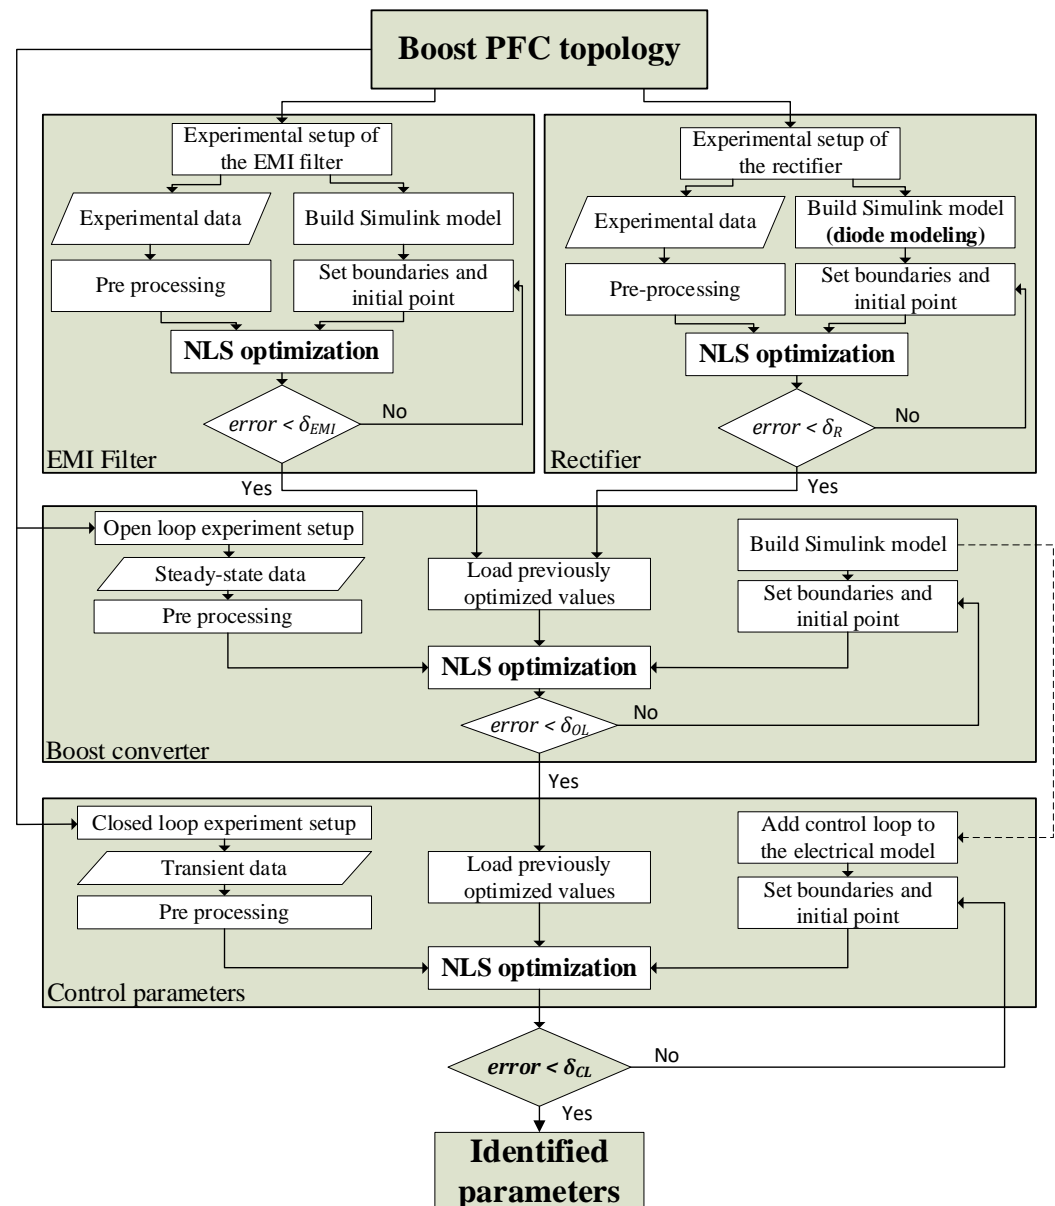 Boost PFC topology
Experimental setup of
the EMI filter
Experimental data
Build Simulink model
Pre processing
Set boundaries and
initial point
NLS optimization
error < δEMI
No
EMI Filter
Yes
Experimental setup of
the rectifier
Experimental data
Build Simulink model
(diode modeling)
Pre-processing
Set boundaries and
initial point
NLS optimization
error < δR
No
Rectifier
Yes
Open loop experiment setup
Steady-state data
Pre processing
Load previously
optimized values
Build Simulink model
Set boundaries and
initial point
NLS optimization
error < δOL
No
Boost converter
Yes
Closed loop experiment setup
Transient data
Pre processing
Load previously
optimized values
Add control loop to
the electrical model
Set boundaries and
initial point
NLS optimization
Control parameters
error < δCL
No
Yes
Identified
parameters